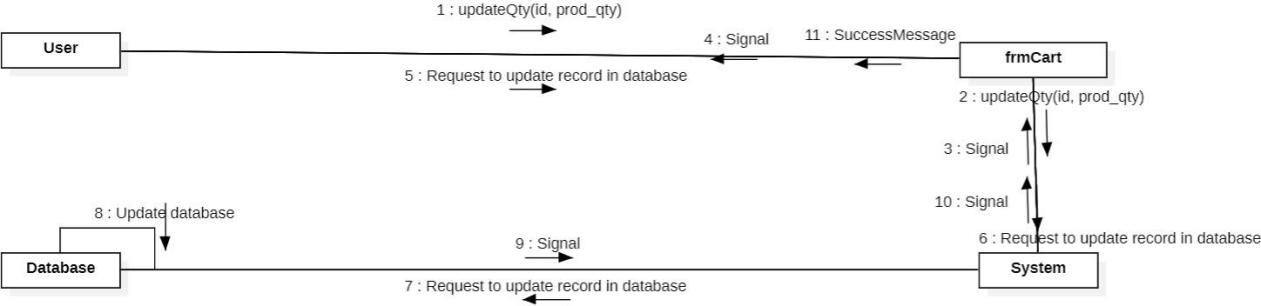 1 : updateQty(id, prod_qty)
User
4 : Signal
11 : SuccessMessage
frmCart
5 : Request to update record in database
2 : updateQty(id, prod_qty)
3 : Signal
10 : Signal
8 : Update database
6 : Request to update record in database
9 : Signal
Database
System
7 : Request to update record in database